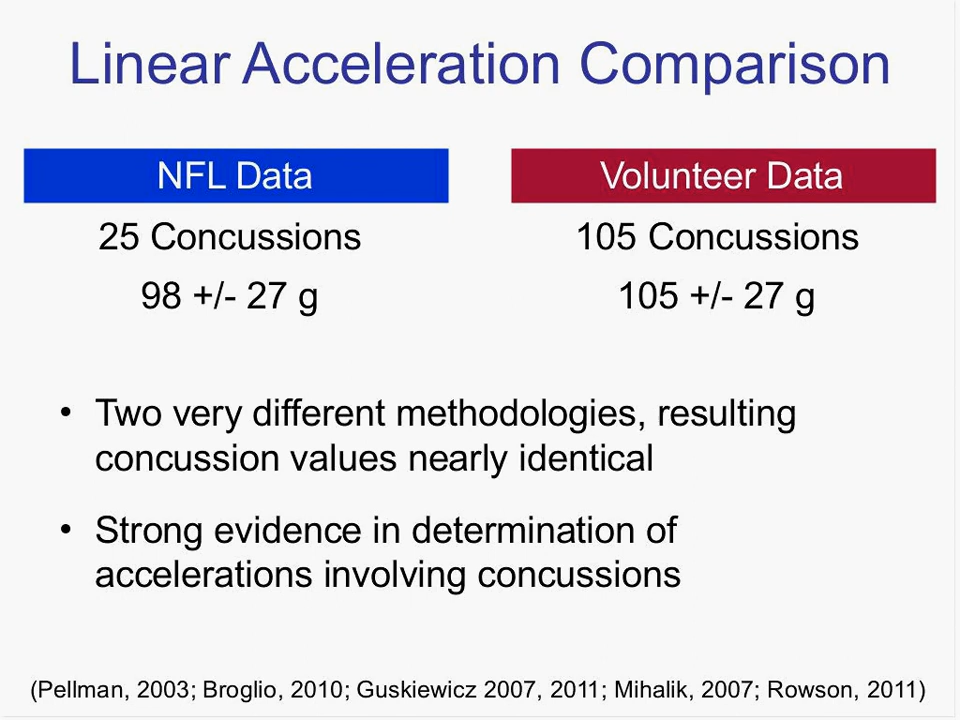 Linear Acceleration Comparison
NFL Data
25 Concussions
98 +/- 27 g
Volunteer Data
105 Concussions
105 +/- 27 g
• Two very different methodologies, resulting
concussion values nearly identical
• Strong evidence in determination of
accelerations involving concussions
(Pellman, 2003; Broglio, 2010; Guskiewicz 2007, 2011; Mihalik, 2007; Rowson, 2011)